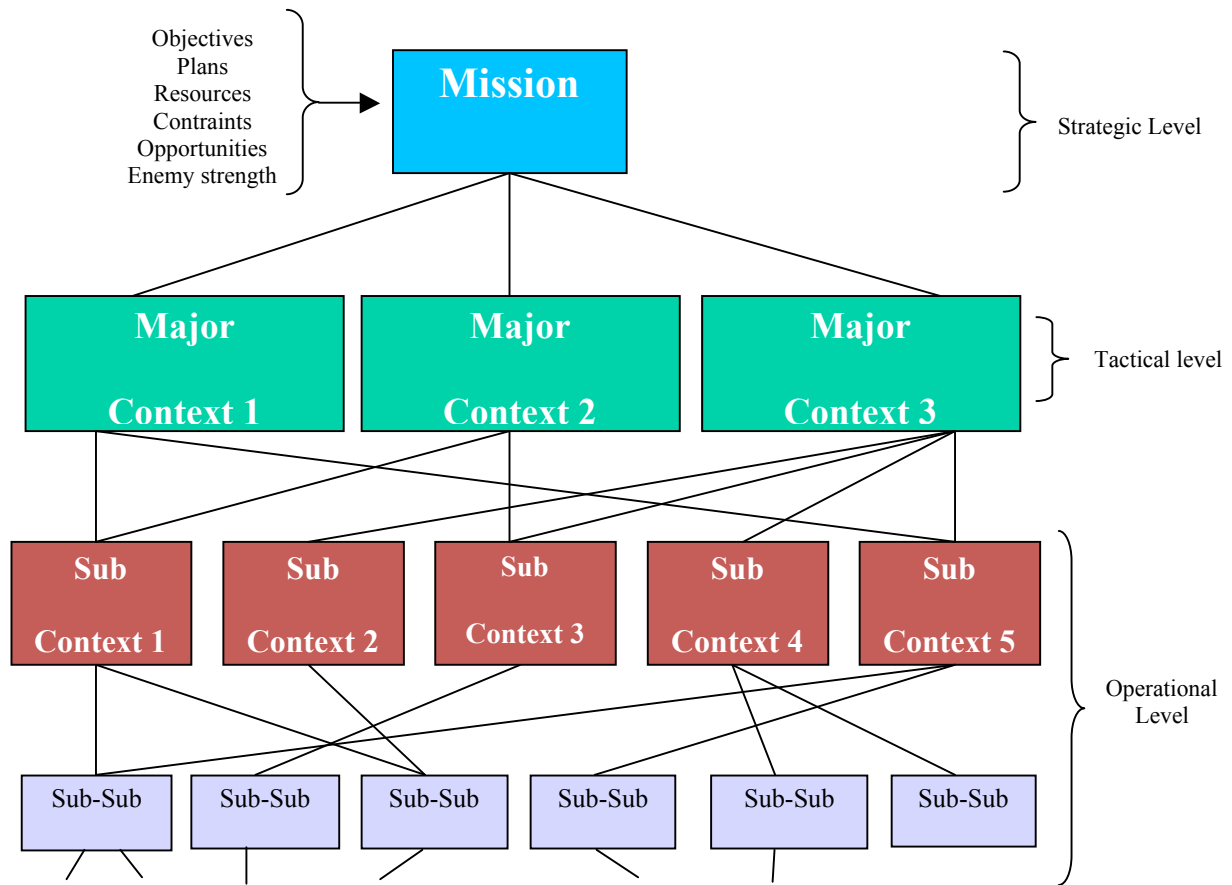 Objectives
Plans
Resources
Contraints
Opportunities
Enemy strength
Mission
Strategic Level
Major
Context 1
Major
Context 2
Major
Context 3
Tactical level
Sub
Context 1
Sub
Context 2
Sub
Context 3
Sub
Context 4
Sub
Context 5
Operational
Level
Sub-Sub
Sub-Sub
Sub-Sub
Sub-Sub
Sub-Sub
Sub-Sub